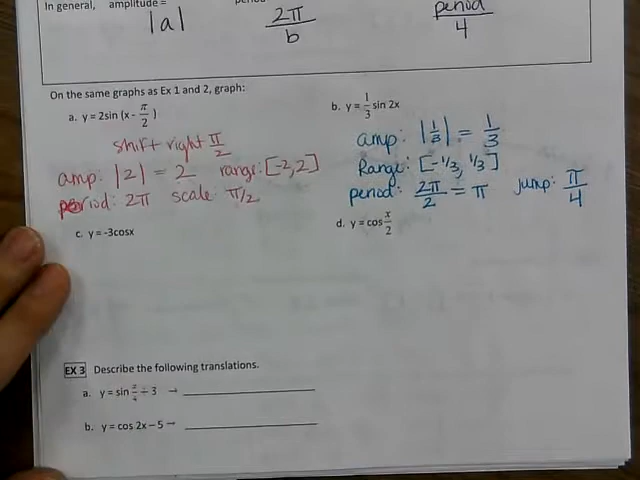 In general, amplitude =
|a|
2π/b
period/4
On the same graphs as Ex 1 and 2, graph:
a. y = 2sin (x - π/2)
shift right π/2
amp: |2| = 2 range: [-2,2]
period: 2π scale: π/2
b. y = 1/3 sin 2x
amp: |1/3| = 1/3
Range: [-1/3, 1/3]
period: 2π/2 = π jump: π/4
c. y = -3cosx
d. y = cos x/2
EX 3 Describe the following translations.
a. y = sin
b. y = cos 2x – 5 →